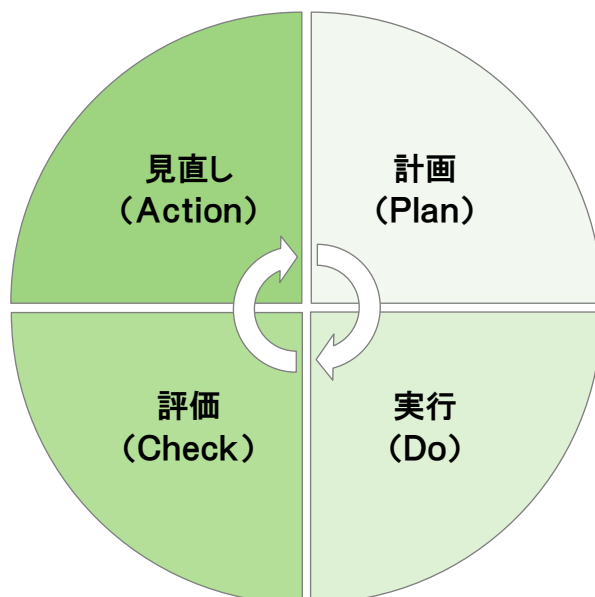 見直し
（Action）
計画
（Plan）
評価
（Check）
実行
（Do）